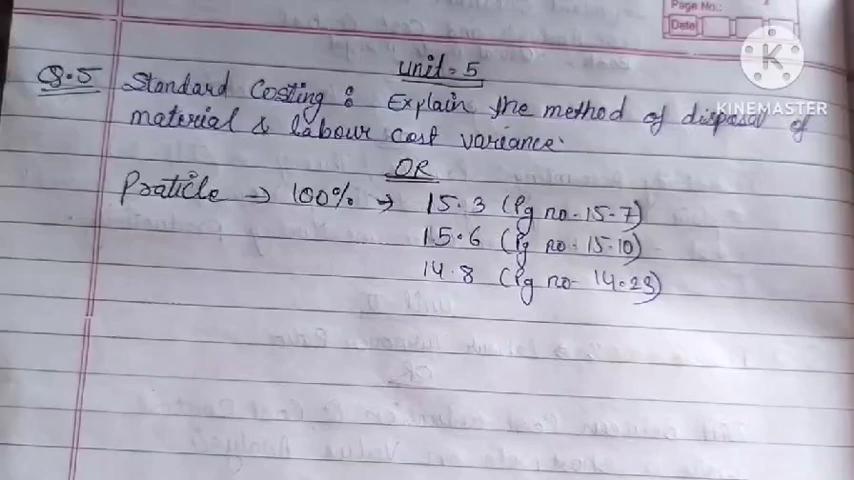 Page No.:
Date
K
KINEMASTER
Unit = 5
Q.5 Standard Costing : Explain the method of disposal of
material & labour cost variance.
OR
Praticle → 100% → 15.3 (Pg no - 15-7)
15.6 (Pg no - 15-10)
14.8 (Pg no - 14.23)